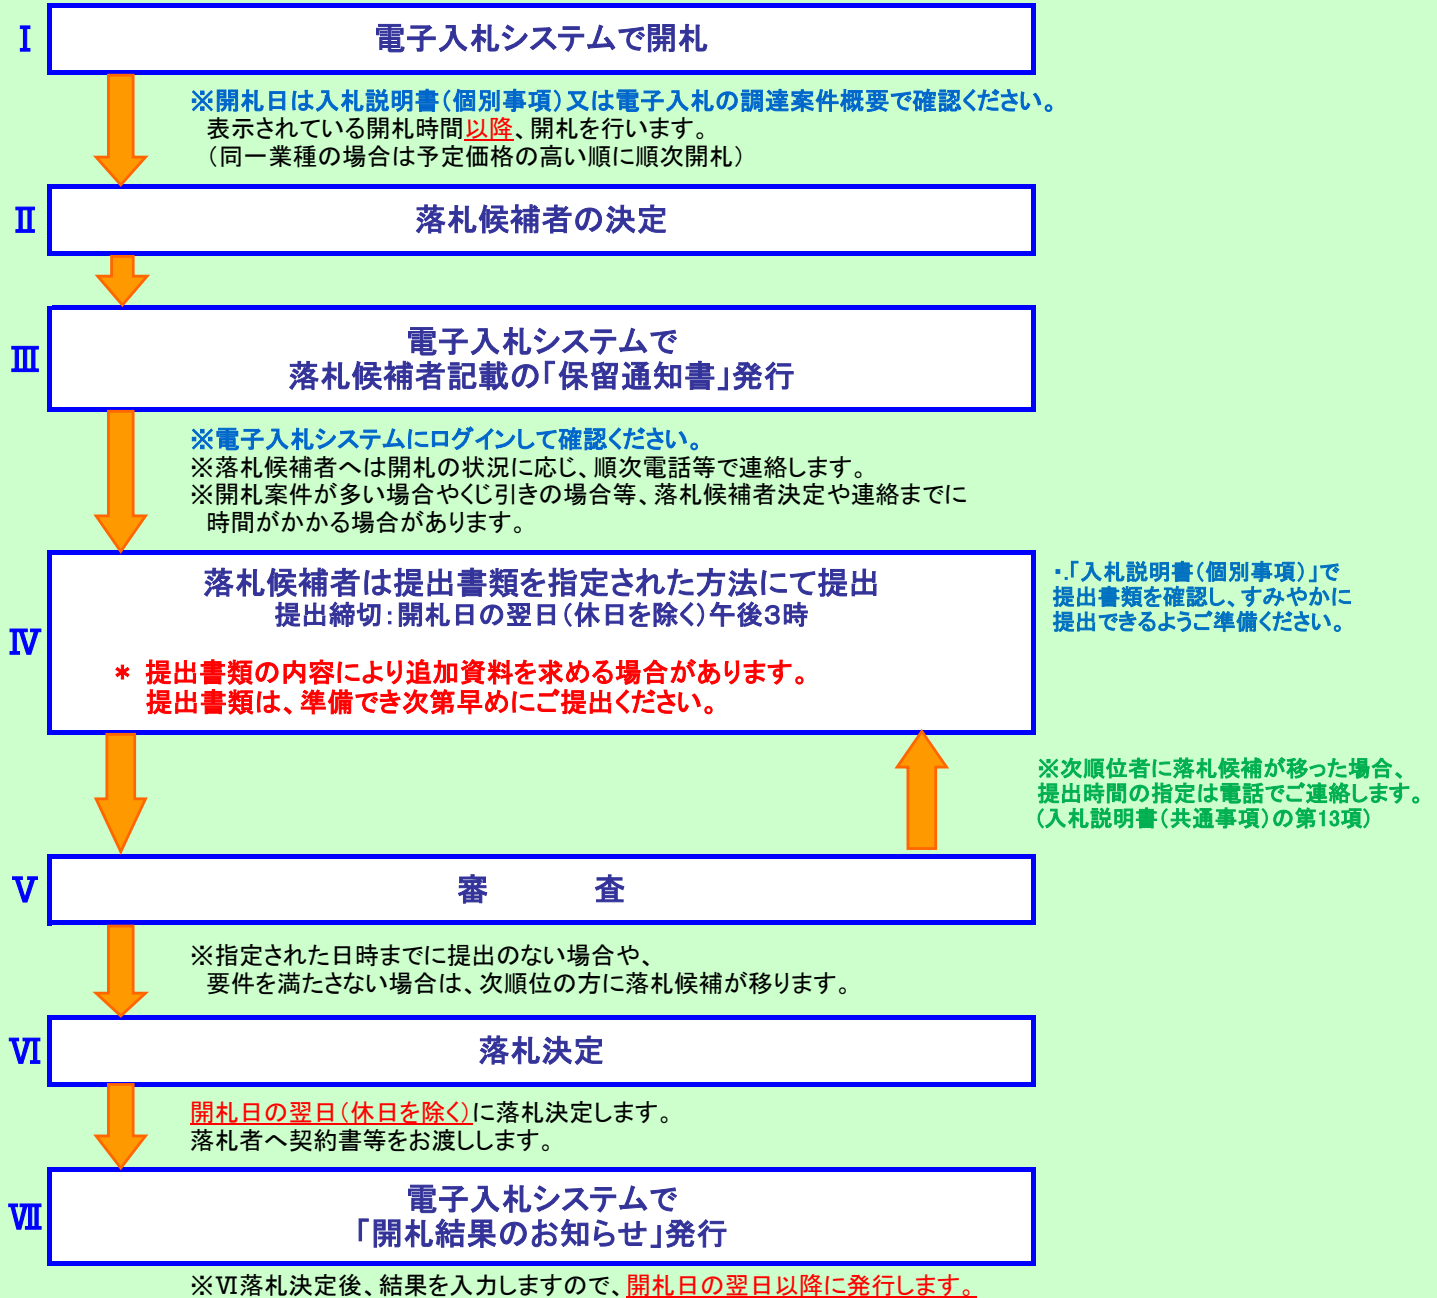 Ⅰ
電子入札システムで開札
※開札日は入札説明書（個別事項）又は電子入札の調達案件概要で確認ください。
表示されている開札時間以降、開札を行います。
（同一業種の場合は予定価格の高い順に順次開札）
Ⅱ
落札候補者の決定
Ⅲ
電子入札システムで
落札候補者記載の「保留通知書」発行
※電子入札システムにログインして確認ください。
※落札候補者へは開札の状況に応じ、順次電話等で連絡します。
※開札案件が多い場合やくじ引きの場合等、落札候補者決定や連絡までに
時間がかかる場合があります。
Ⅳ
落札候補者は提出書類を指定された方法にて提出
提出締切：開札日の翌日（休日を除く）午後３時
* 提出書類の内容により追加資料を求める場合があります。
提出書類は、準備でき次第早めにご提出ください。
・.「入札説明書（個別事項）」で
提出書類を確認し、すみやかに
提出できるようご準備ください。
※次順位者に落札候補が移った場合、
提出時間の指定は電話でご連絡します。
(入札説明書（共通事項）の第13項)
Ⅴ
審　査
※指定された日時までに提出のない場合や、
要件を満たさない場合は、次順位の方に落札候補が移ります。
Ⅵ
落札決定
開札日の翌日（休日を除く）に落札決定します。
落札者へ契約書等をお渡しします。
Ⅶ
電子入札システムで
「開札結果のお知らせ」発行
※Ⅵ落札決定後、結果を入力しますので、開札日の翌日以降に発行します。